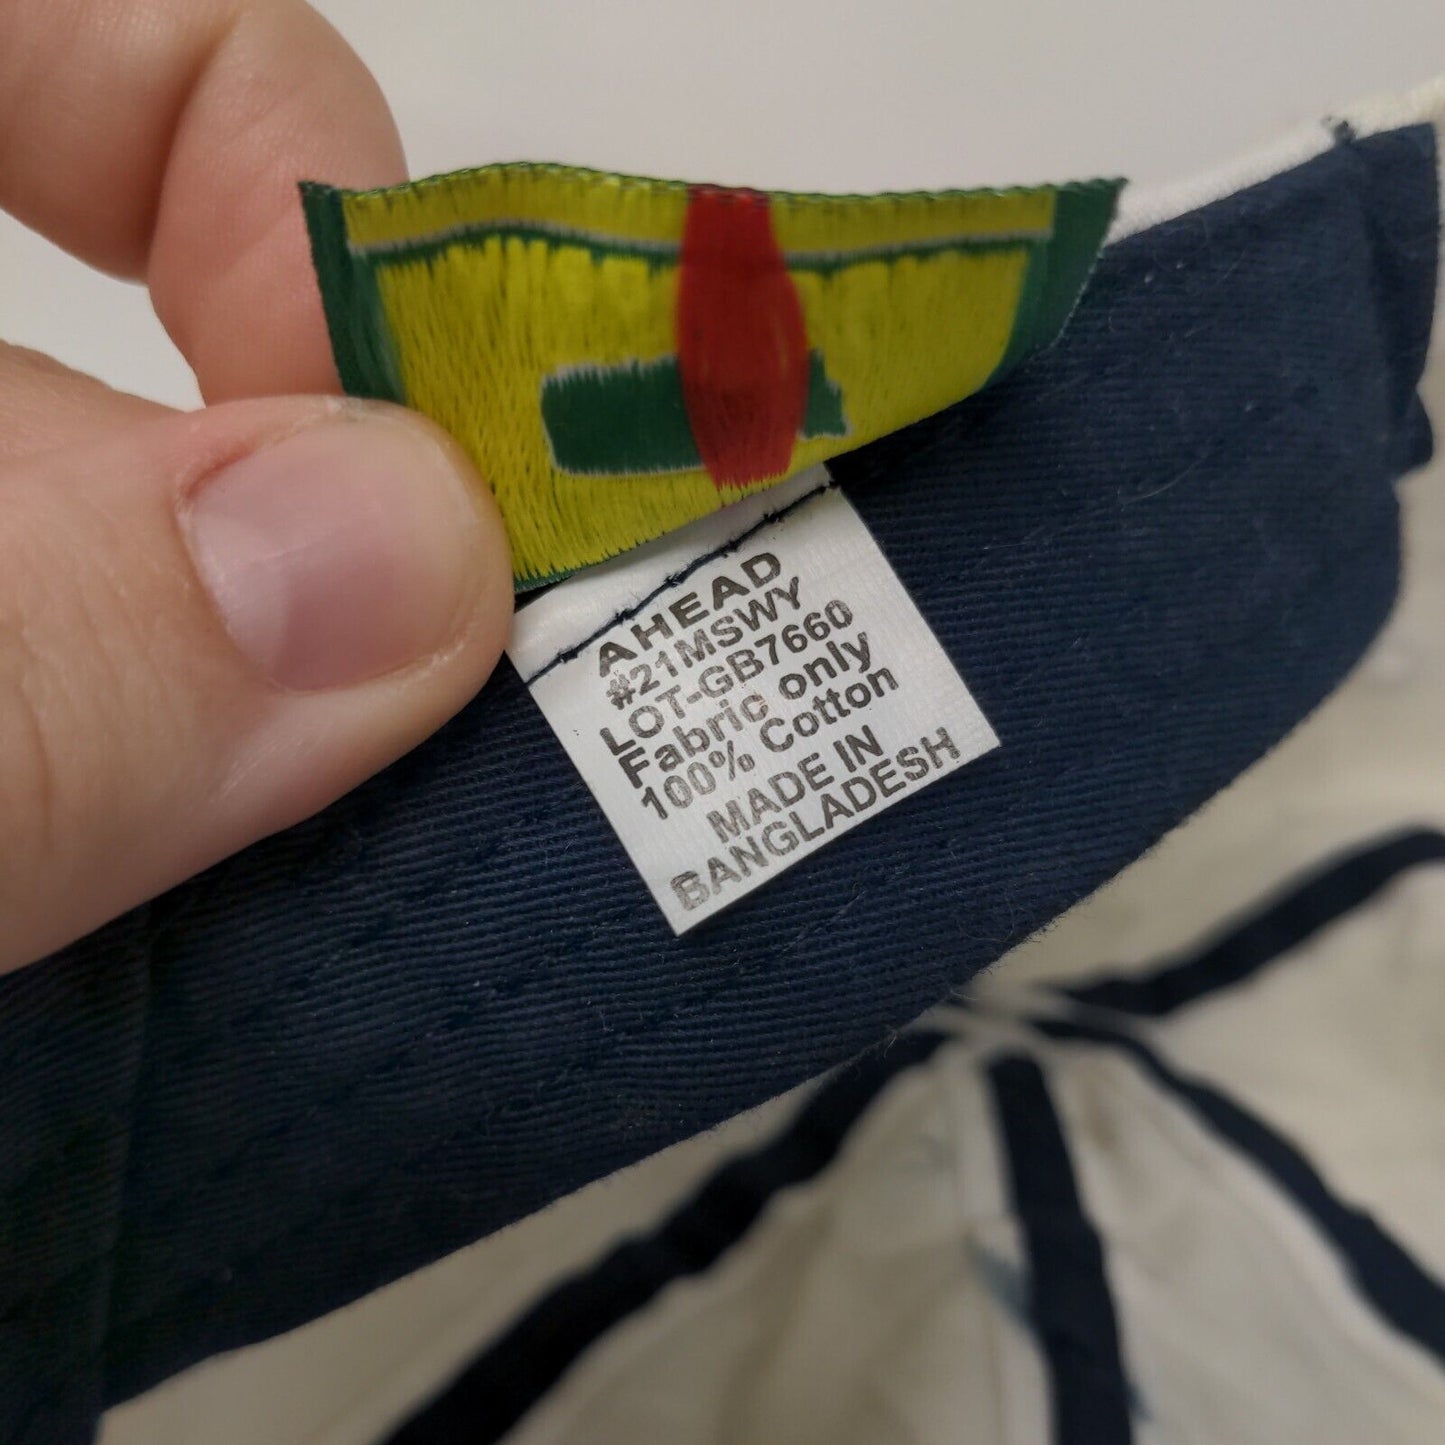 AHEAD
#21MSWY
LOT-GB7660
Fabric only
100% Cotton
MADE IN
BANGLADESH